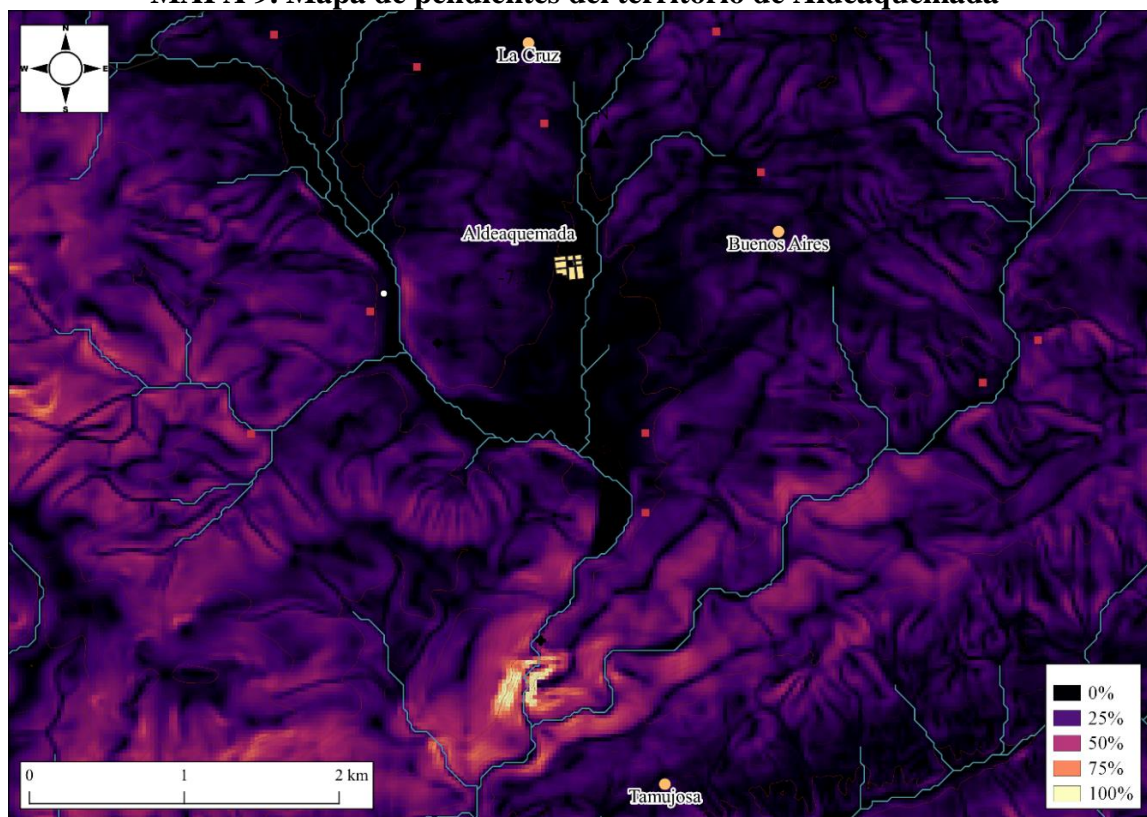 MAPA 9. Mapa de pendientes del territorio de Aldeaquemada
N
W E
S
La Cruz
Aldeaquemada
Buenos Aires
Tamujosa
0 1 2 km
0%
25%
50%
75%
100%